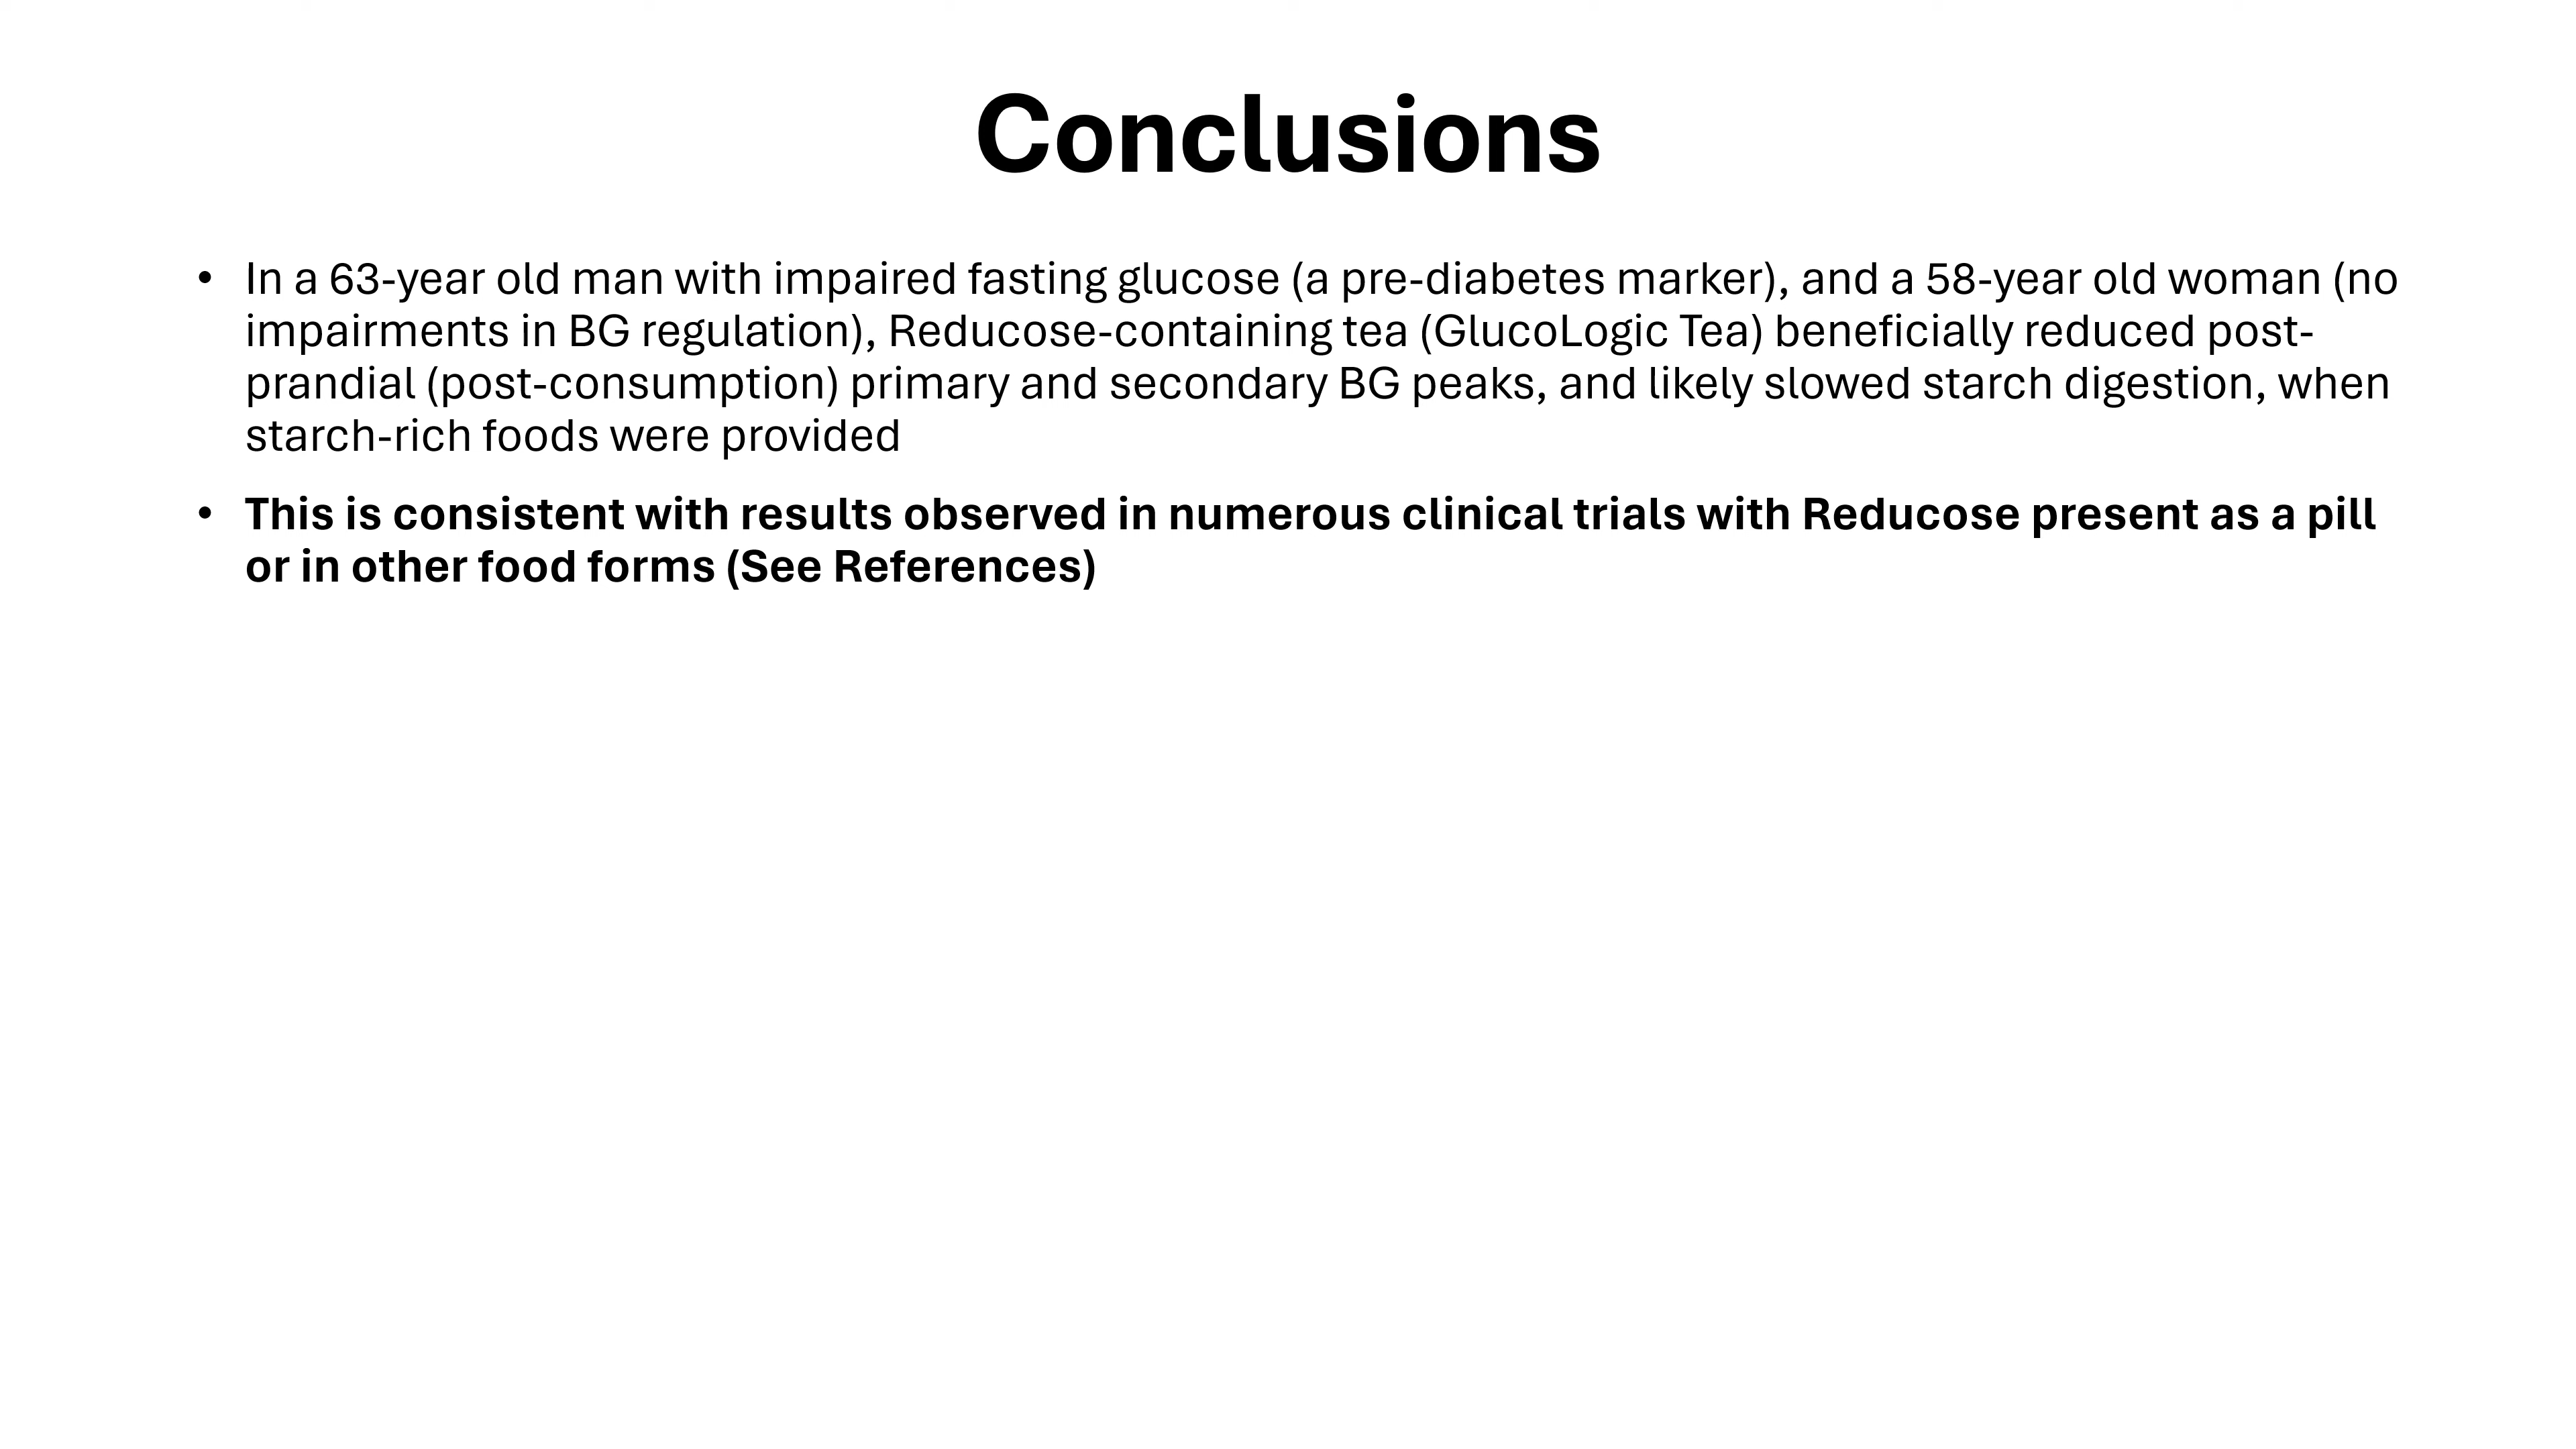 Conclusions
• In a 63-year old man with impaired fasting glucose (a pre-diabetes marker), and a 58-year old woman (no
impairments in BG regulation), Reducose-containing tea (GlucoLogic Tea) beneficially reduced post-
prandial (post-consumption) primary and secondary BG peaks, and likely slowed starch digestion, when
starch-rich foods were provided
• This is consistent with results observed in numerous clinical trials with Reducose present as a pill
or in other food forms (See References)